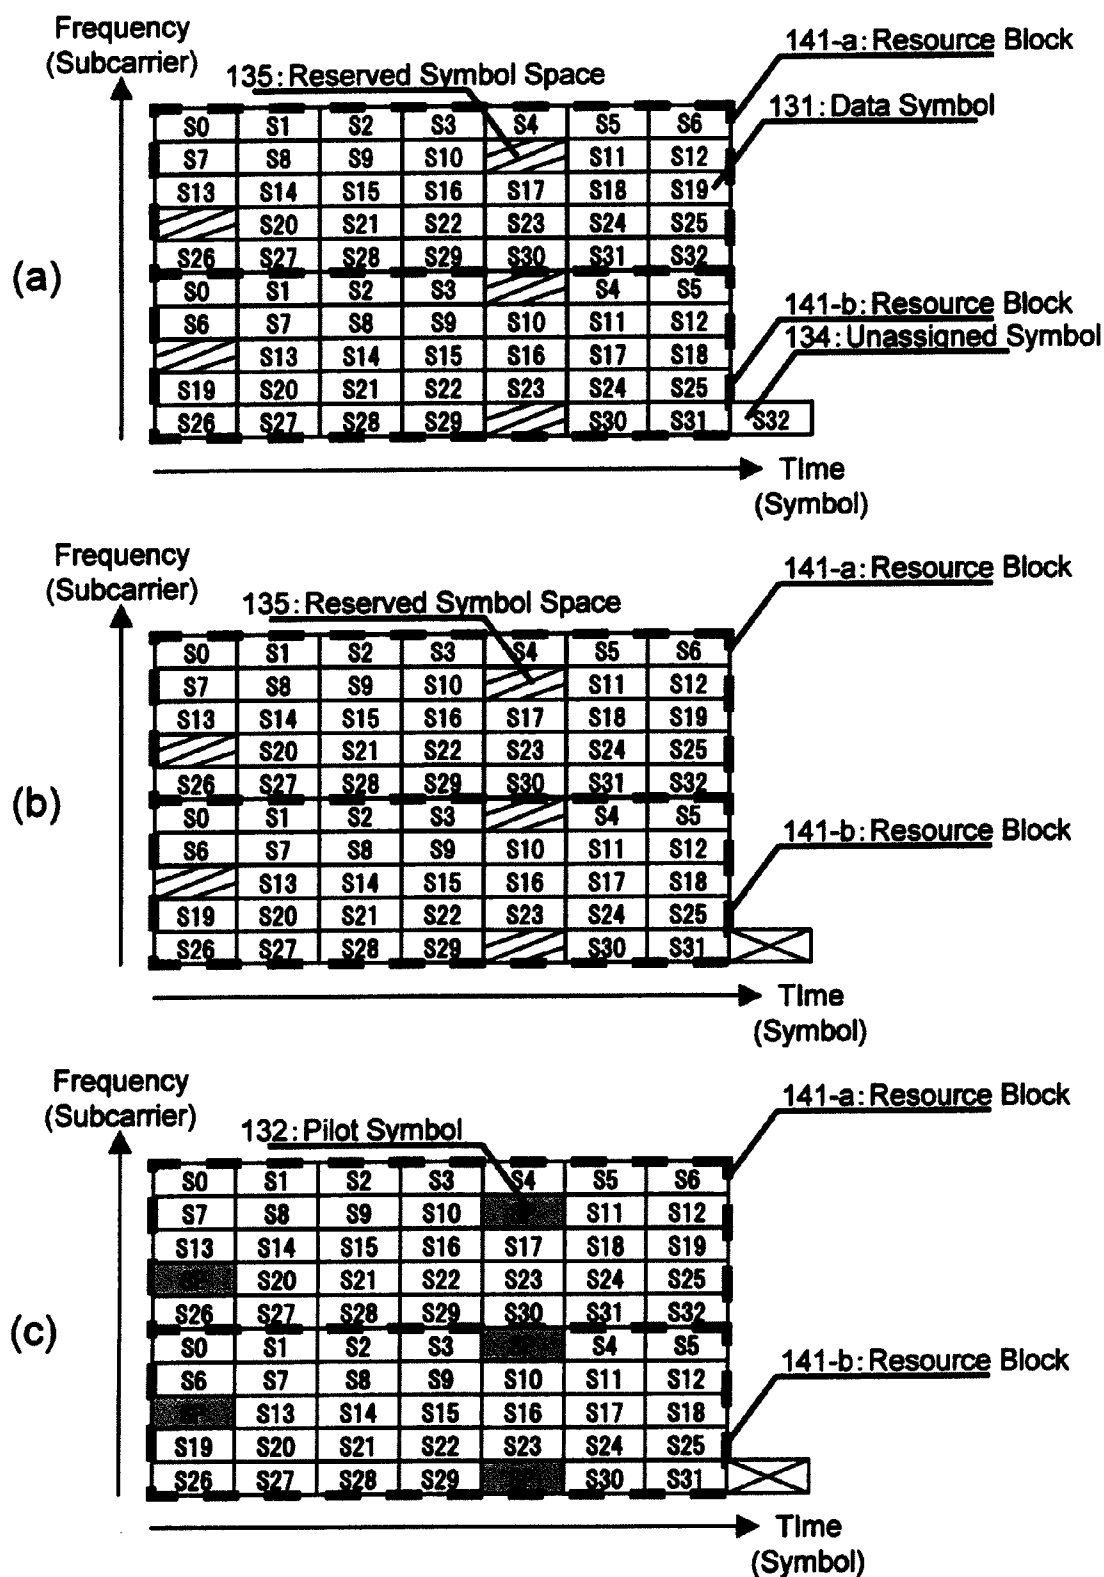 Frequency
(Subcarrier)
141-a:Resource Block
135:Reserved Symbol Space
131:Data Symbol
S0 S1 S2 S3 S4 S5 S6
S7 S8 S9 S10 S11 S12
S13 S14 S15 S16 S17 S18 S19
S20 S21 S22 S23 S24 S25
(a)
S26 S27 S28 S29 S30 S31 S32
S0 S1 S2 S3 S4 S5
141-b:Resource Block
S6 S7 S8 S9 S10 S11 S12
134:Unassigned Symbol
S13 S14 S15 S16 S17 S18
S19 S20 S21 S22 S23 S24 S25
S26 S27 S28 S29 S30 S31 S32
Time
(Symbol)
Frequency
(Subcarrier)
141-a:Resource Block
135:Reserved Symbol Space
S0 S1 S2 S3 S4 S5 S6
S7 S8 S9 S10 S11 S12
S13 S14 S15 S16 S17 S18 S19
S20 S21 S22 S23 S24 S25
(b)
S26 S27 S28 S29 S30 S31 S32
S0 S1 S2 S3 S4 S5
141-b:Resource Block
S6 S7 S8 S9 S10 S11 S12
S13 S14 S15 S16 S17 S18
S19 S20 S21 S22 S23 S24 S25
S26 S27 S28 S29 S30 S31
Time
(Symbol)
Frequency
(Subcarrier)
141-a:Resource Block
132:Pilot Symbol
S0 S1 S2 S3 S4 S5 S6
S7 S8 S9 S10 S11 S12
S13 S14 S15 S16 S17 S18 S19
S20 S21 S22 S23 S24 S25
(c)
S26 S27 S28 S29 S30 S31 S32
S0 S1 S2 S3 S4 S5
141-b:Resource Block
S6 S7 S8 S9 S10 S11 S12
S13 S14 S15 S16 S17 S18
S19 S20 S21 S22 S23 S24 S25
S26 S27 S28 S29 S30 S31
Time
(Symbol)